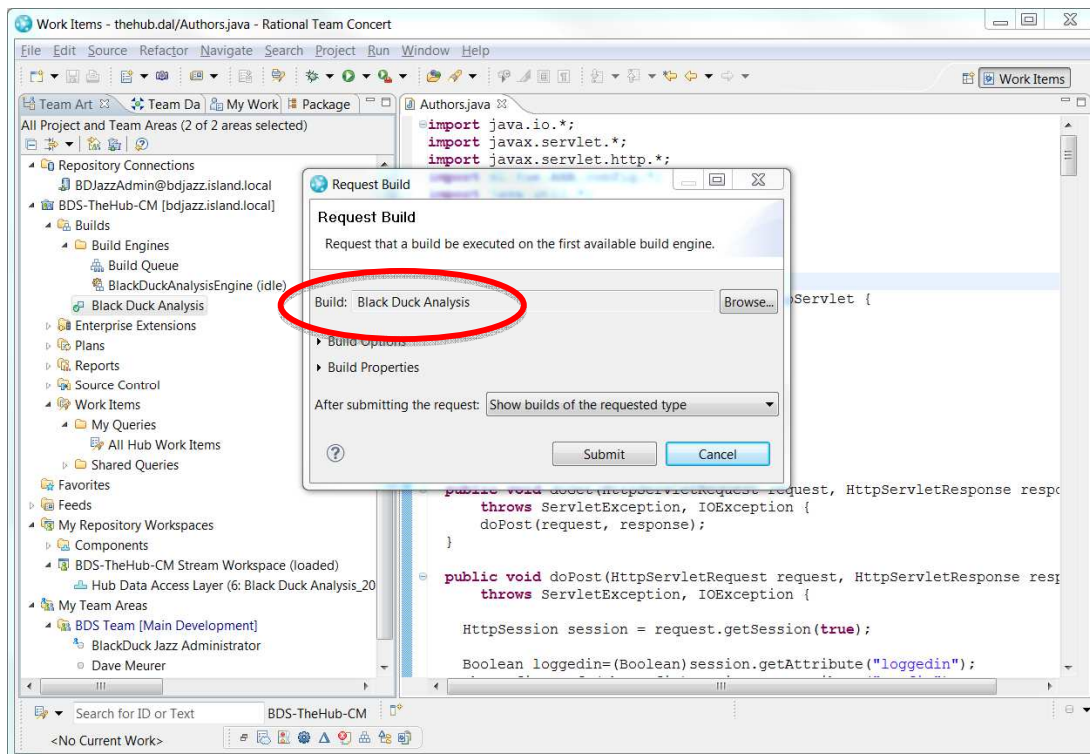 Work Items - thehub.dal/Authors.java - Rational Team Concert
File Edit Source Refactor Navigate Search Project Run Window Help
Work Items
Team Art Team Da My Work Package
All Project and Team Areas (2 of 2 areas selected)
Repository Connections
BDJazzAdmin@bdjazz.island.local
BDS-TheHub-CM [bdjazz.island.local]
Builds
Build Engines
Build Queue
BlackDuckAnalysisEngine (idle)
Black Duck Analysis
Enterprise Extensions
Plans
Reports
Source Control
Work Items
My Queries
All Hub Work Items
Shared Queries
Favorites
Feeds
My Repository Workspaces
Components
BDS-TheHub-CM Stream Workspace (loaded)
Hub Data Access Layer (6: Black Duck Analysis_20
My Team Areas
BDS Team [Main Development]
BlackDuck Jazz Administrator
Dave Meurer
Authors.java
import java.io.*;
import javax.servlet.*;
import javax.servlet.http.*;
Servlet {
Request Build
Request Build
Request that a build be executed on the first available build engine.
Build: Black Duck Analysis Browse...
Build Options
Build Properties
After submitting the request: Show builds of the requested type
Submit Cancel
public void doGet(HttpServletRequest request, HttpServletResponse respo
throws ServletException, IOException {
doPost(request, response);
}
public void doPost(HttpServletRequest request, HttpServletResponse resp
throws ServletException, IOException {
HttpSession session = request.getSession(true);
Boolean loggedin=(Boolean)session.getAttribute("loggedin");
Search for ID or Text BDS-TheHub-CM
<No Current Work>